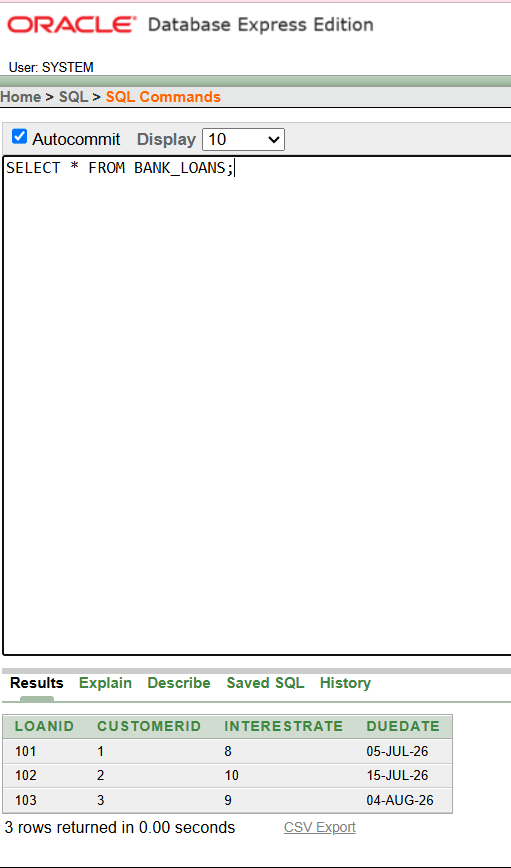 ORACLE® Database Express Edition
User: SYSTEM
Home > SQL > SQL Commands
Autocommit Display 10
SELECT * FROM BANK_LOANS;
Results Explain Describe Saved SQL History
LOANID CUSTOMERID INTERESTRATE DUEDATE
101 1 8 05-JUL-26
102 2 10 15-JUL-26
103 3 9 04-AUG-26
3 rows returned in 0.00 seconds CSV Export